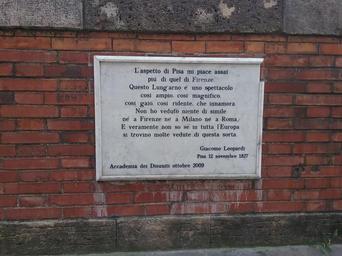 L'aspetto di Pisa mi piace assai
più di quel di Firenze.
Questo Lung'arno è uno spettacolo
così ampio, così magnifico,
così gaio, così ridente, che innamora.
Non ho veduto niente di simile
nè a Firenze nè a Milano nè a Roma.
E veramente non so se in tutta l'Europa
si trovino molte vedute di questa sorta.
Giacomo Leopardi
Pisa 12 novembre 1827
Accademia dei Disuniti ottobre 2009